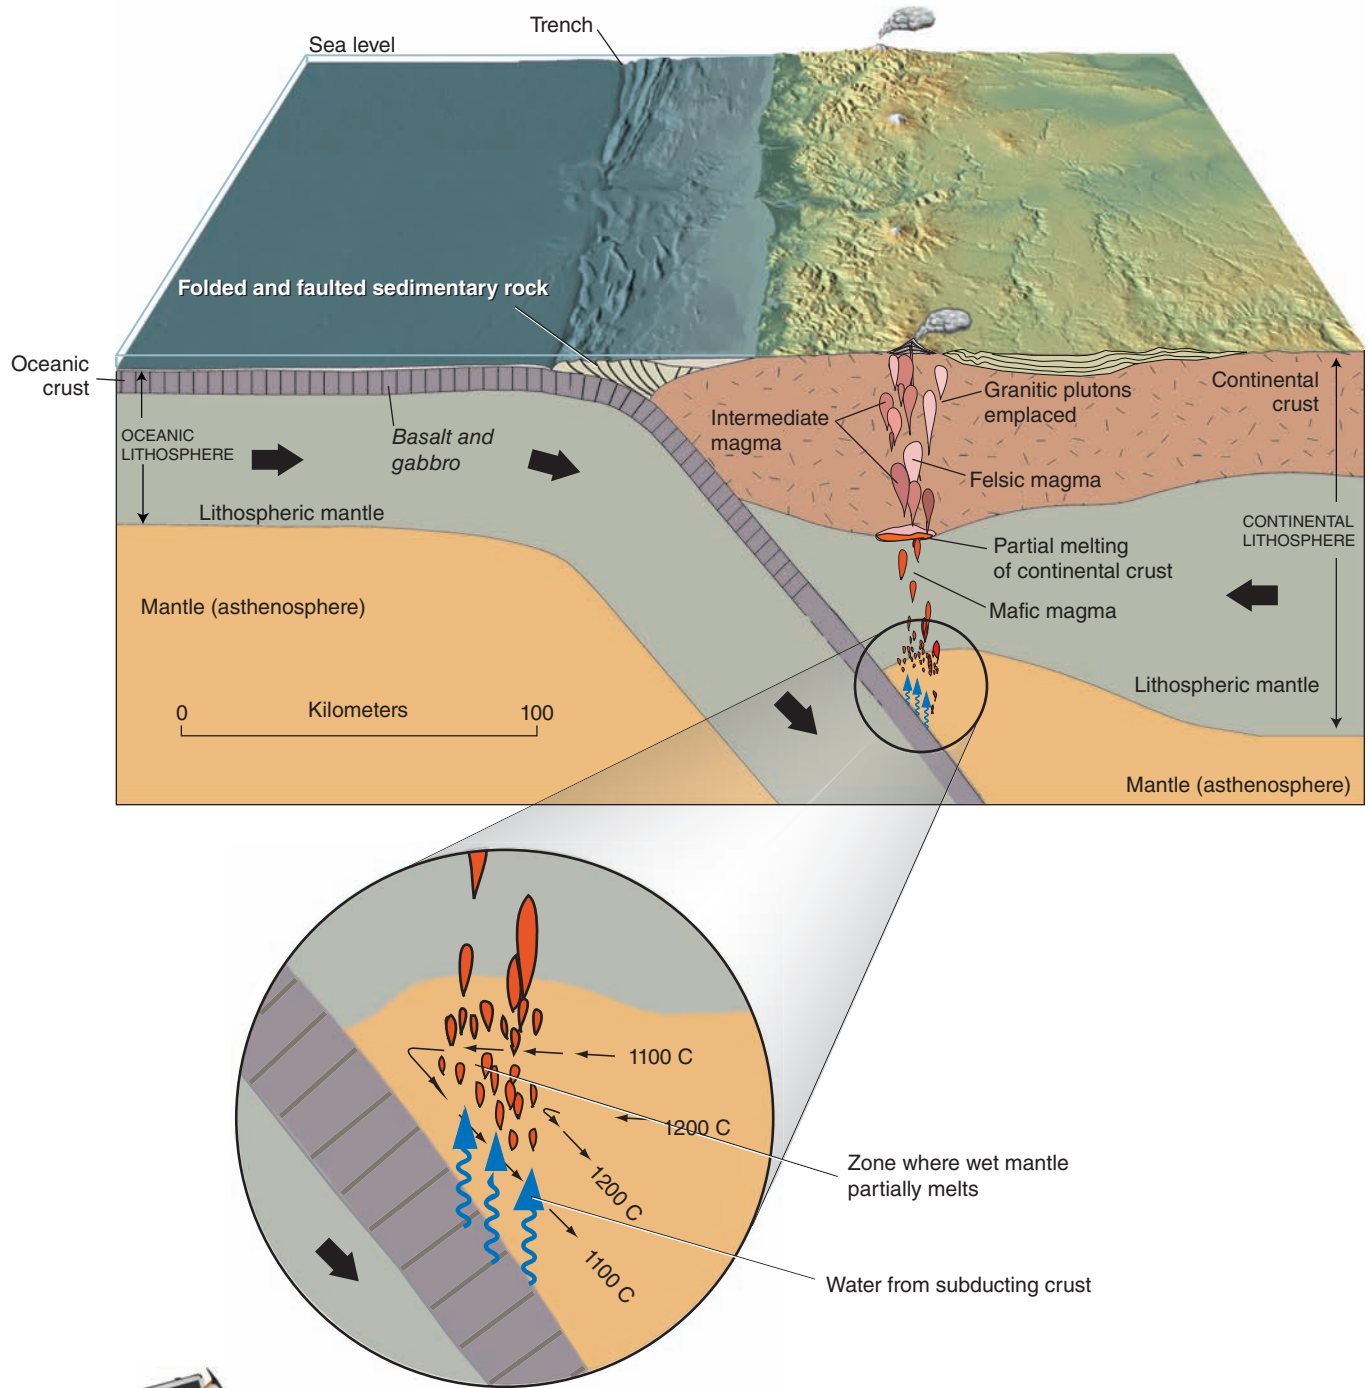 Trench
Sea level
Folded and faulted sedimentary rock
Oceanic
crust
OCEANIC
LITHOSPHERE
Basalt and
gabbro
Lithospheric mantle
Mantle (asthenosphere)
0 Kilometers 100
Intermediate
magma
Granitic plutons
emplaced
Continental
crust
Felsic magma
Partial melting
of continental crust
CONTINENTAL
LITHOSPHERE
Mafic magma
Lithospheric mantle
Mantle (asthenosphere)
1100 C
1200 C
1200 C
1100 C
Zone where wet mantle
partially melts
Water from subducting crust